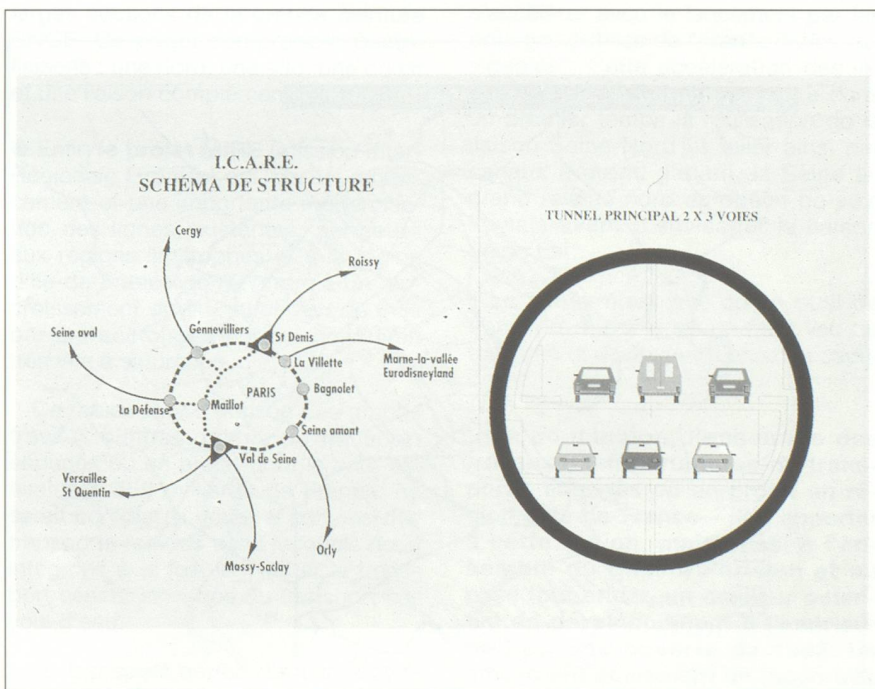 I.C.A.R.E.
SCHÉMA DE STRUCTURE
Cergy
Roissy
Gennevilliers
St Denis
Seine aval
La Villette
Marne-la-vallée
Eurodisneyland
PARIS
Bagnolet
La Défense
Maillot
Seine amont
Val de Seine
Versailles
St Quentin
Orly
Massy-Saclay
TUNNEL PRINCIPAL 2 X 3 VOIES